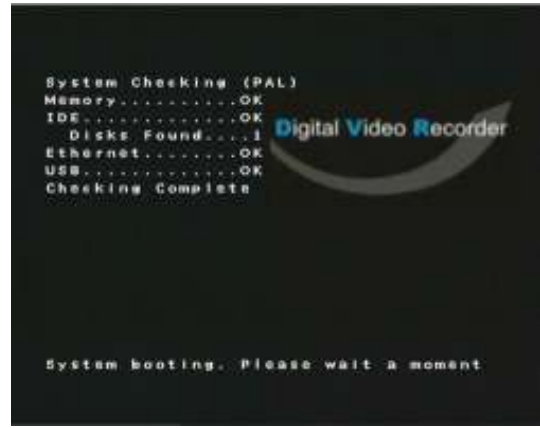 System Checking (PAL)
Memory...........OK
IDE..............OK
Disks Found....1
Ethernet........OK
USB..............OK
Checking Complete
Digital Video Recorder
System booting. Please wait a moment